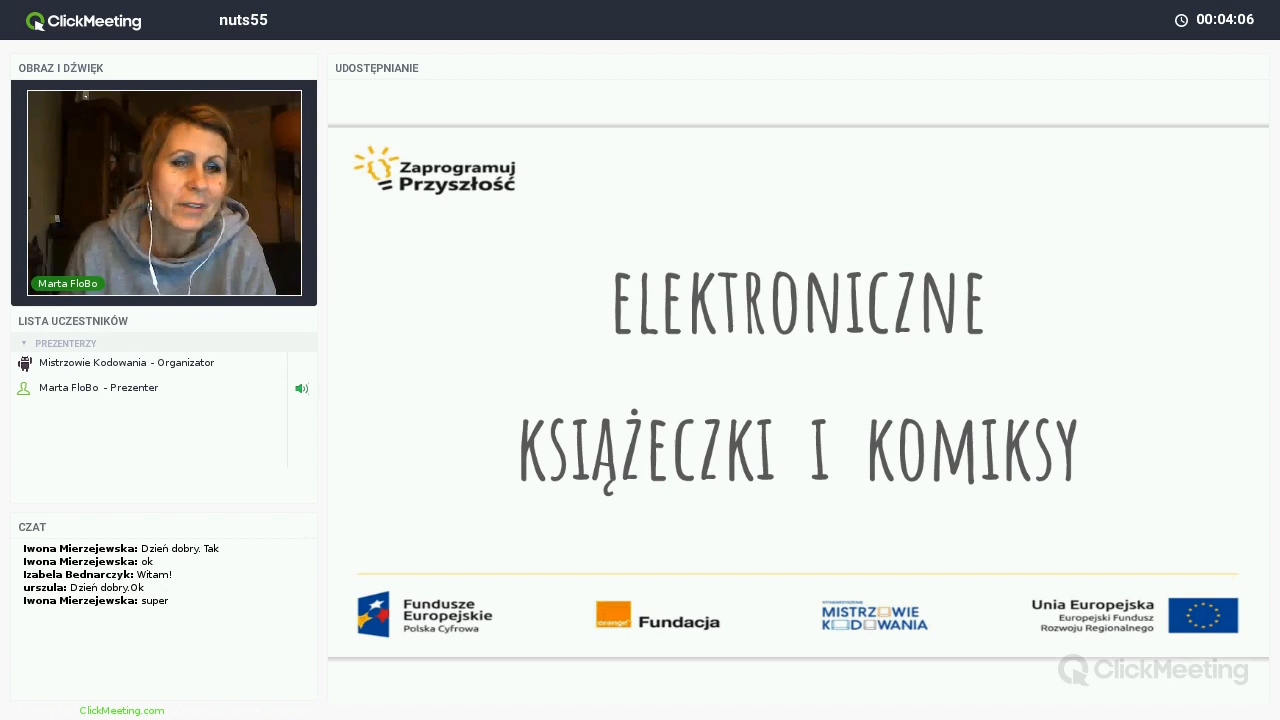 ClickMeeting
nuts55
00:04:06
OBRAZ I DŹWIĘK
Marta FloBo
LISTA UCZESTNIKÓW
PREZENTERZY
Mistrzowie Kodowania - Organizator
Marta FloBo - Prezenter
CZAT
Iwona Mierzejewska: Dzień dobry. Tak
Iwona Mierzejewska: ok
Izabela Bednarczyk: Witam!
urszula: Dzień dobry.Ok
Iwona Mierzejewska: super
ClickMeeting.com
UDOSTĘPNIANIE
Zaprogramuj
Przyszłość
ELEKTRONICZNE
KSIĄŻECZKI I KOMIKSY
Fundusze
Europejskie
Polska Cyfrowa
orange
Fundacja
STOWARZYSZENIE
MISTRZOWIE
KODOWANIA
Unia Europejska
Europejski Fundusz
Rozwoju Regionalnego
ClickMeeting